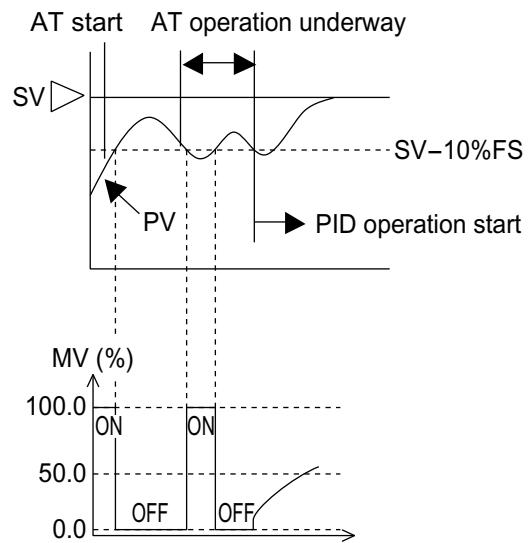 AT start
AT operation underway
SV
SV–10%FS
PV
PID operation start
MV (%)
100.0
ON
ON
50.0
OFF
OFF
0.0